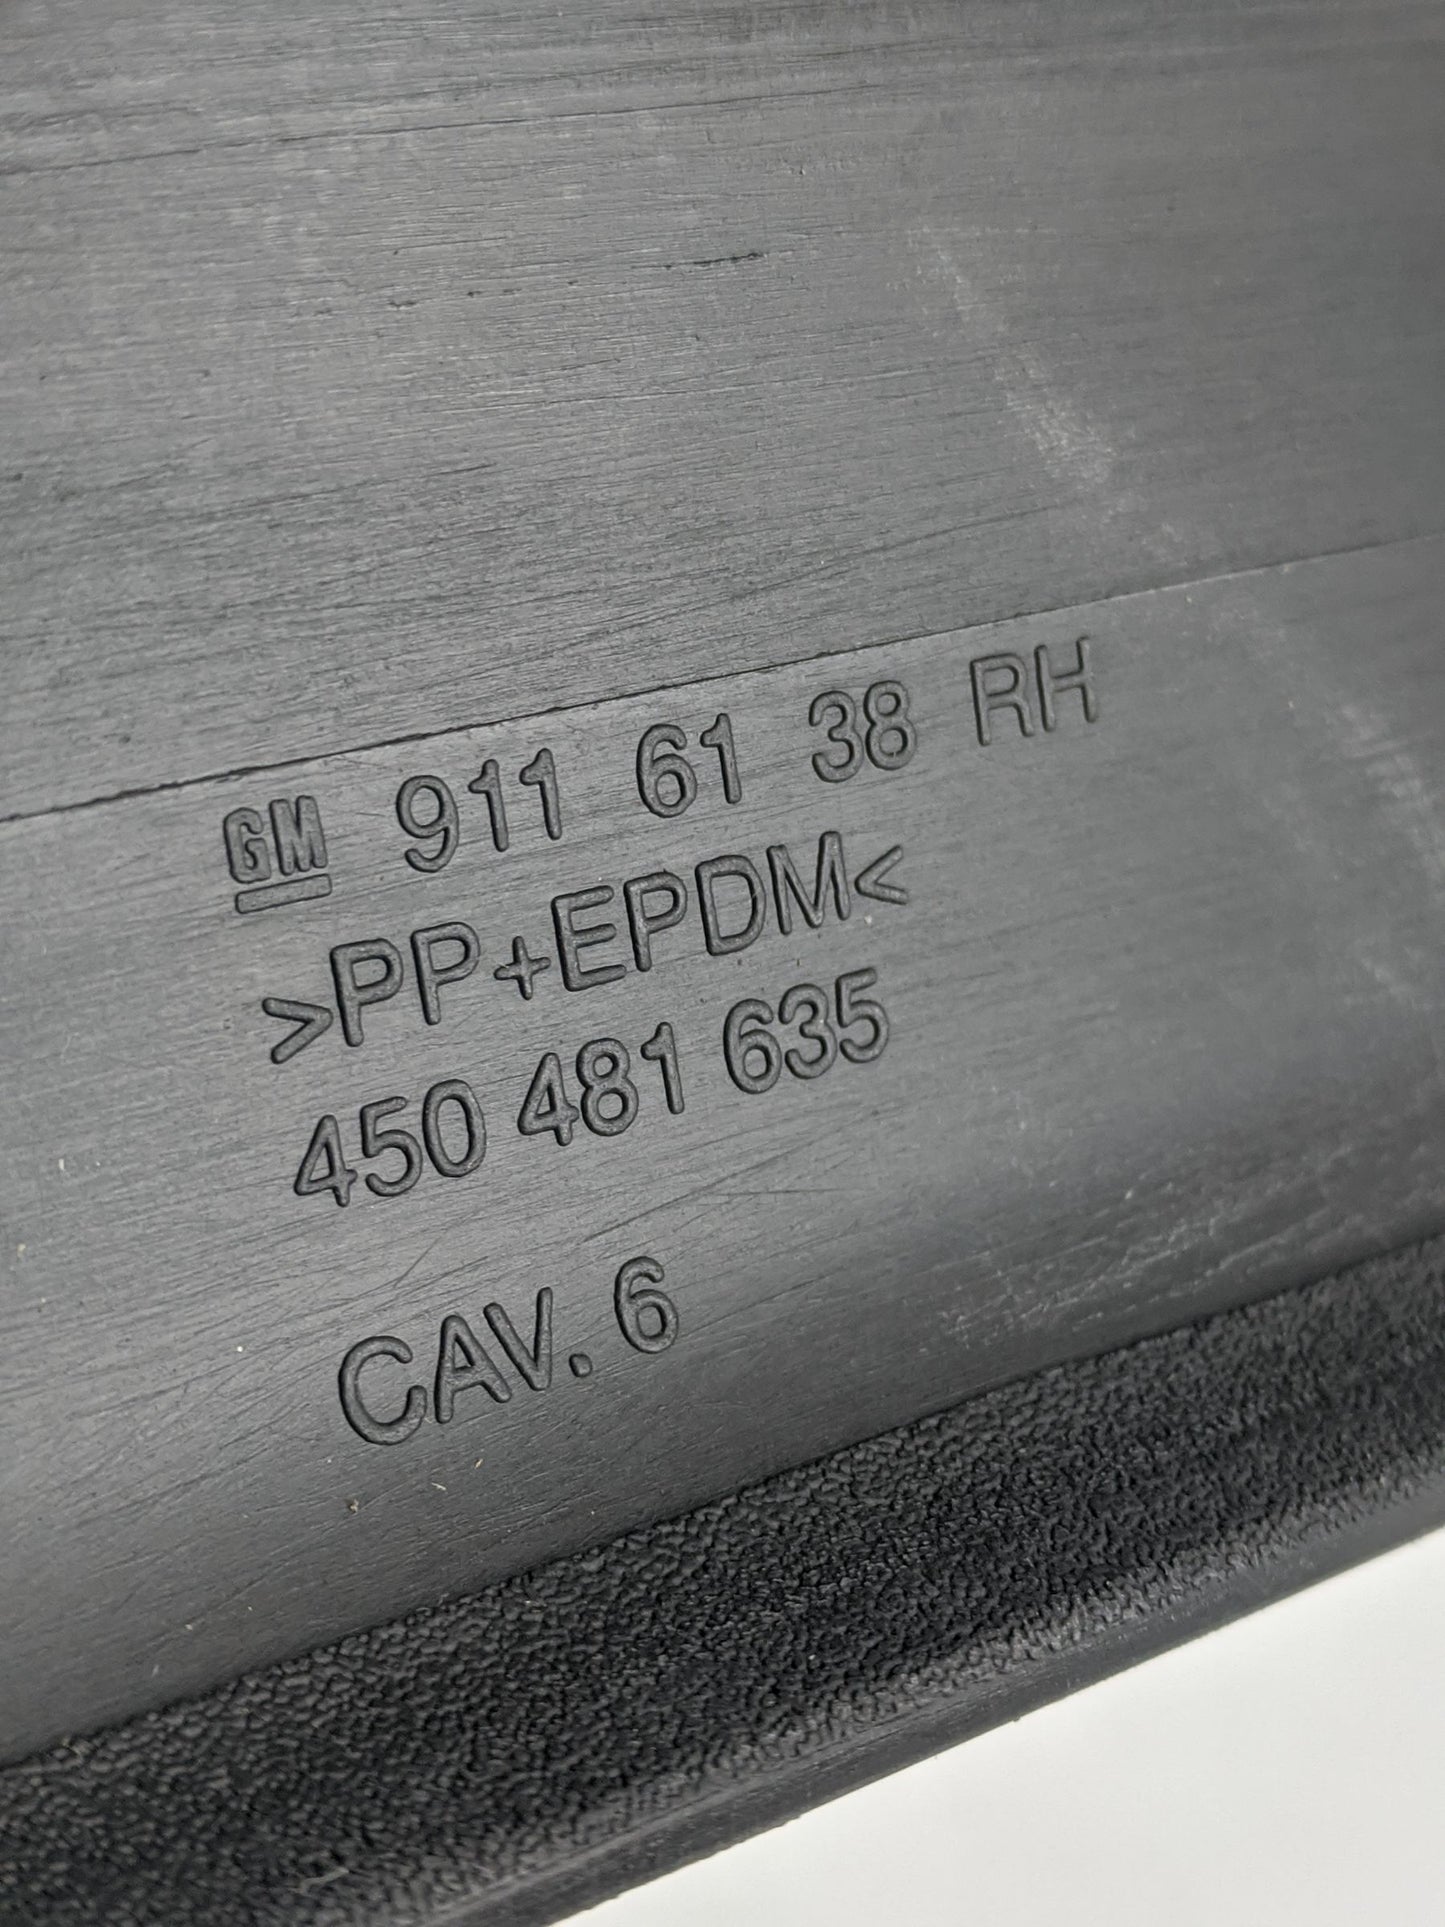 GM 911 61 38 RH
>PP+EPDM<
450 481 635
CAV. 6